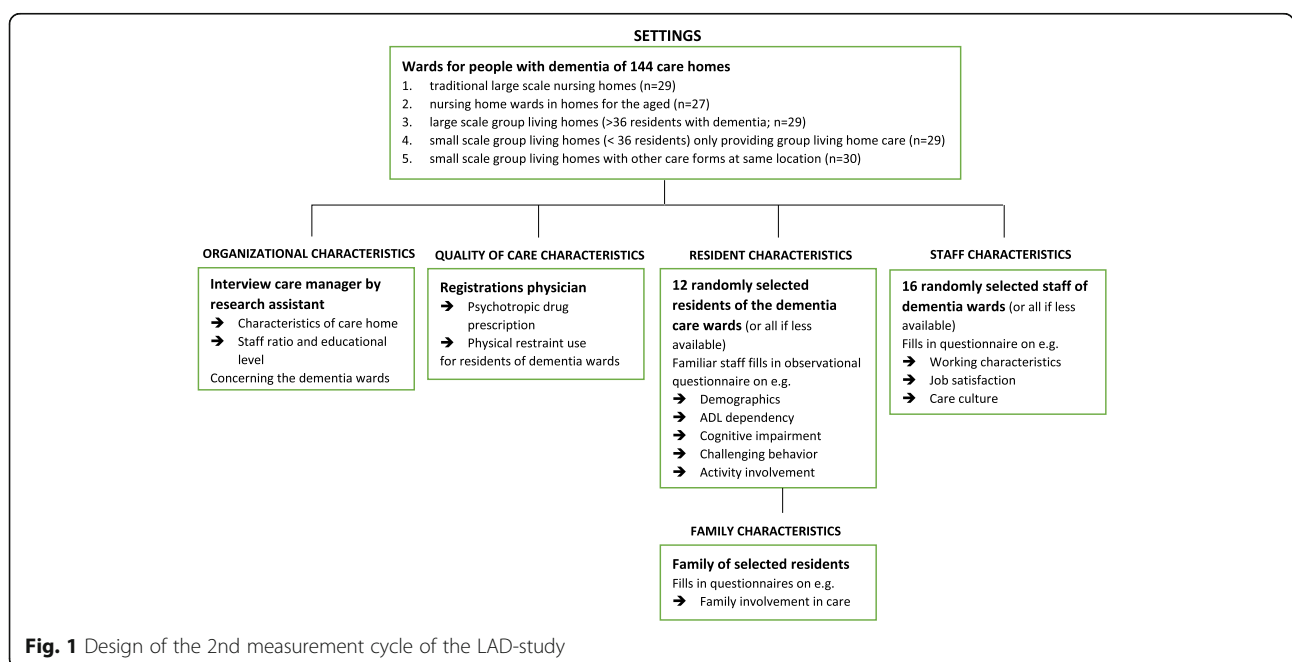 SETTINGS
Wards for people with dementia of 144 care homes
1. traditional large scale nursing homes (n=29)
2. nursing home wards in homes for the aged (n=27)
3. large scale group living homes (>36 residents with dementia; n=29)
4. small scale group living homes (< 36 residents) only providing group living home care (n=29)
5. small scale group living homes with other care forms at same location (n=30)
ORGANIZATIONAL CHARACTERISTICS
Interview care manager by
research assistant
➔ Characteristics of care home
➔ Staff ratio and educational
level
Concerning the dementia wards
QUALITY OF CARE CHARACTERISTICS
Registrations physician
➔ Psychotropic drug
prescription
➔ Physical restraint use
for residents of dementia wards
RESIDENT CHARACTERISTICS
12 randomly selected
residents of the dementia
care wards (or all if less
available)
Familiar staff fills in observational
questionnaire on e.g.
➔ Demographics
➔ ADL dependency
➔ Cognitive impairment
➔ Challenging behavior
➔ Activity involvement
STAFF CHARACTERISTICS
16 randomly selected staff of
dementia wards (or all if less
available)
Fills in questionnaire on e.g.
➔ Working characteristics
➔ Job satisfaction
➔ Care culture
FAMILY CHARACTERISTICS
Family of selected residents
Fills in questionnaires on e.g.
➔ Family involvement in care
Fig. 1 Design of the 2nd measurement cycle of the LAD-study